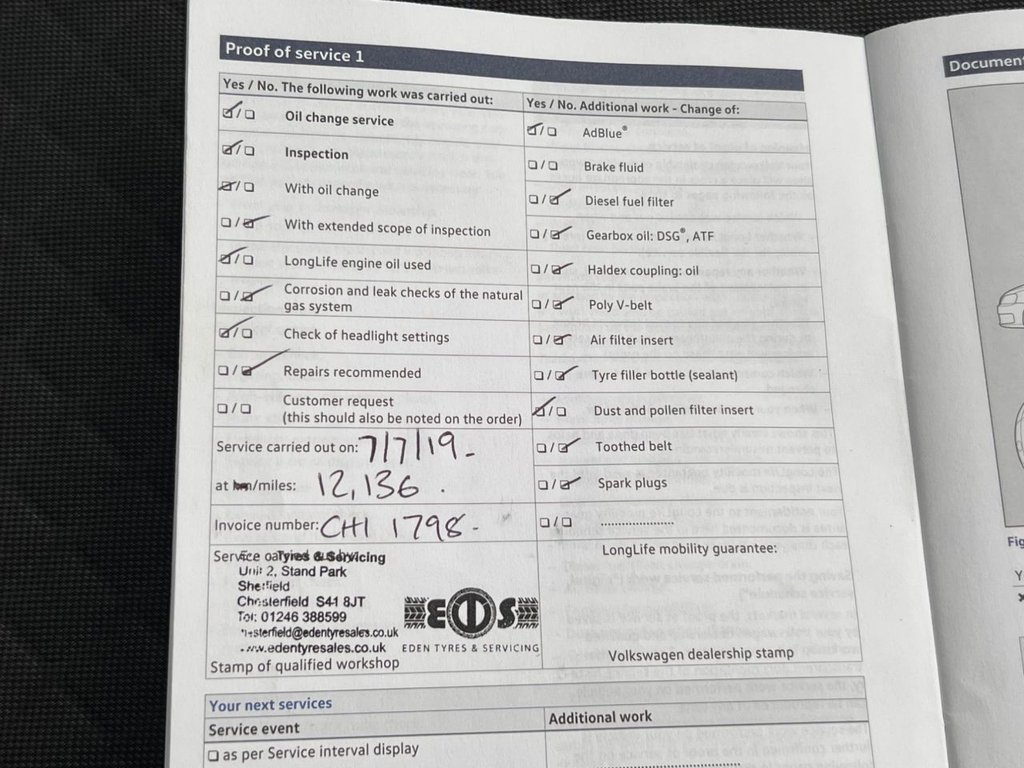 Proof of service 1
Yes / No. The following work was carried out:
Oil change service
Inspection
With oil change
With extended scope of inspection
LongLife engine oil used
Corrosion and leak checks of the natural
gas system
Check of headlight settings
Repairs recommended
Customer request
(this should also be noted on the order)
Service carried out on: 7/7/19-
at km/miles: 12,136.
Invoice number: CHI 1798-
Tyres & Servicing
Unit 2, Stand Park
Sheffield
Chesterfield S41 8JT
Tel: 01246 388599
chesterfield@edentyresales.co.uk
www.edentyresales.co.uk
EDEN TYRES & SERVICING
Stamp of qualified workshop
Yes / No. Additional work - Change of:
AdBlue®
Brake fluid
Diesel fuel filter
Gearbox oil: DSG®, ATF
Haldex coupling: oil
Poly V-belt
Air filter insert
Tyre filler bottle (sealant)
Dust and pollen filter insert
Toothed belt
Spark plugs
LongLife mobility guarantee:
Volkswagen dealership stamp
Your next services
Service event
Additional work
as per Service interval display
Document